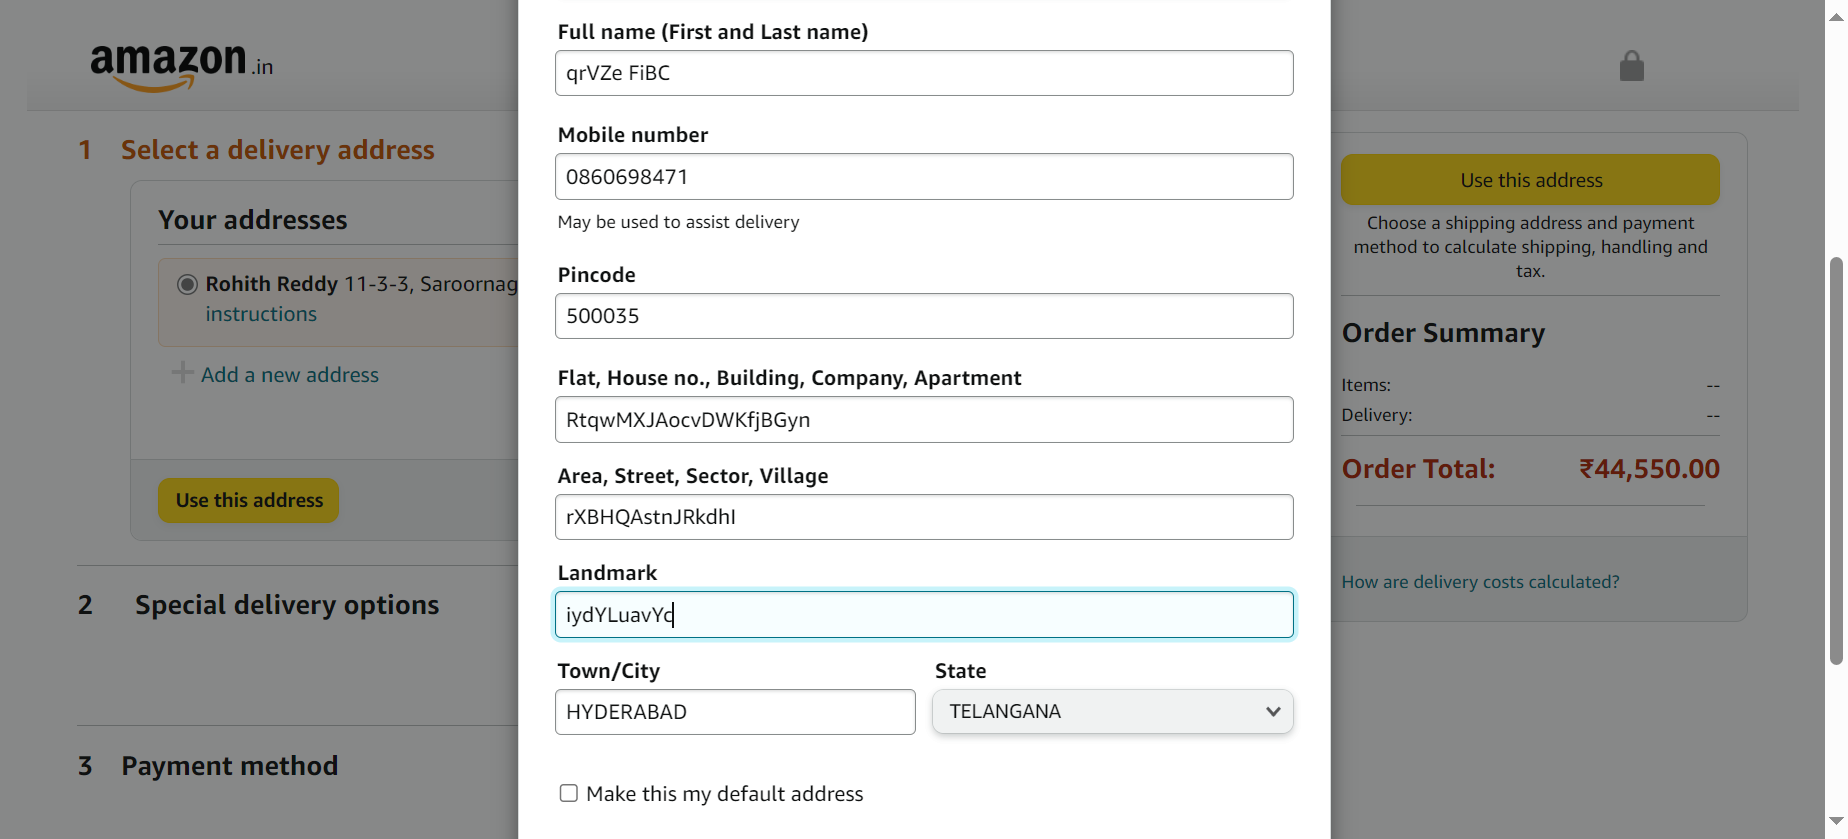 amazon.in
1 Select a delivery address
Your addresses
Rohith Reddy 11-3-3, Saroornag
instructions
Add a new address
Use this address
2 Special delivery options
3 Payment method
Full name (First and Last name)
qrVZe FiBC
Mobile number
0860698471
May be used to assist delivery
Pincode
500035
Flat, House no., Building, Company, Apartment
RtqwMXJAocvDWKfjBGyn
Area, Street, Sector, Village
rXBHQAstnJRkdhI
Landmark
iydYLuavYc
Town/City State
HYDERABAD TELANGANA
Make this my default address
Use this address
Choose a shipping address and payment
method to calculate shipping, handling and
tax.
Order Summary
Items: --
Delivery: --
Order Total: ₹44,550.00
How are delivery costs calculated?